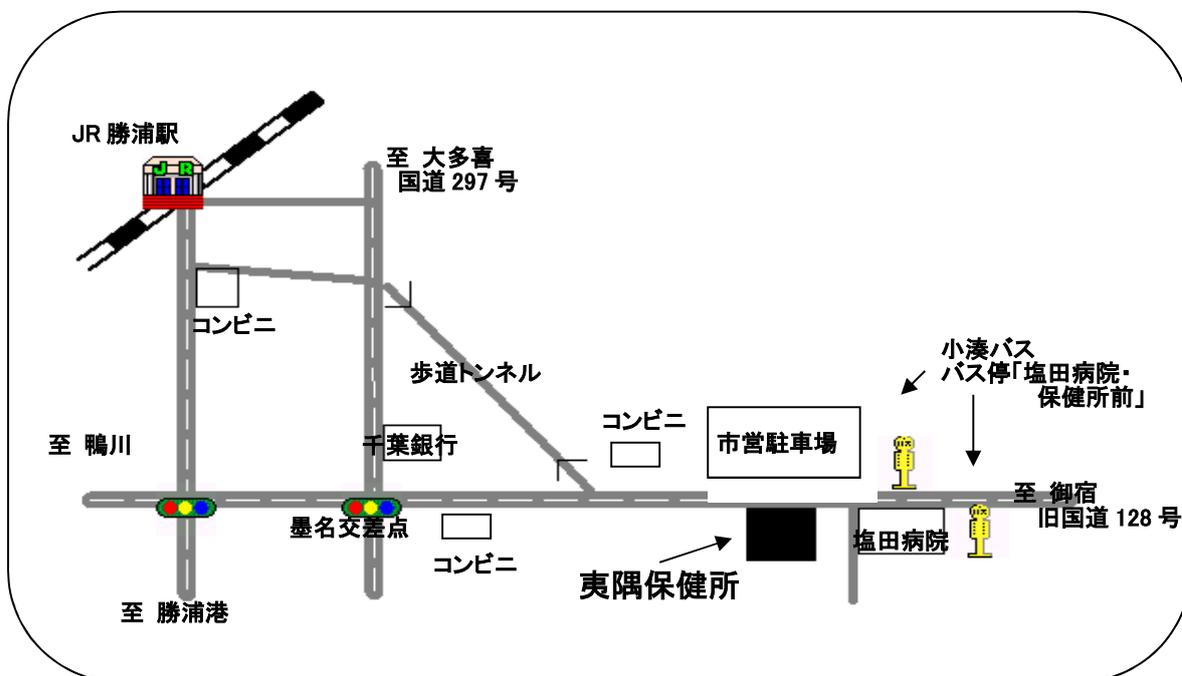 JR 勝浦駅
J R
至 大多喜
国道 297 号
コンビニ
歩道トンネル
小湊バス
バス停「塩田病院・
保健所前」
コンビニ
市営駐車場
至 鴨川
千葉銀行
至 御宿
旧国道 128 号
墨名交差点
コンビニ
塩田病院
夷隅保健所
至 勝浦港